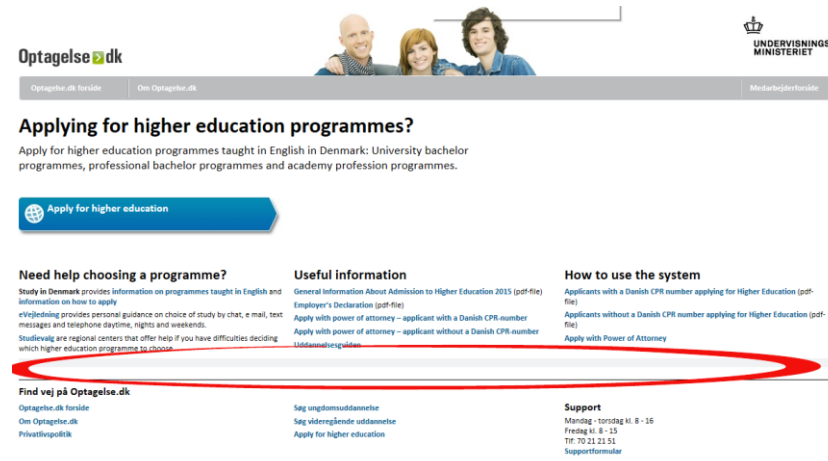 Optagelse dk
UNDERVISNINGS
MINISTERIET
Optagelse.dk forside
Om Optagelse.dk
Medarbejderforside
Applying for higher education programmes?
Apply for higher education programmes taught in English in Denmark: University bachelor
programmes, professional bachelor programmes and academy profession programmes.
Apply for higher education
Need help choosing a programme?
Study in Denmark provides information on programmes taught in English and
information on how to apply
eVejledning provides personal guidance on choice of study by chat, e mail, text
messages and telephone daytime, nights and weekends.
Studievalg are regional centers that offer help if you have difficulties deciding
which higher education programme to choose.
Useful information
General Information About Admission to Higher Education 2015 (pdf-file)
Employer's Declaration (pdf-file)
Apply with power of attorney – applicant with a Danish CPR-number
Apply with power of attorney – applicant without a Danish CPR-number
Uddannelsesguiden
How to use the system
Applicants with a Danish CPR number applying for Higher Education (pdf-
file)
Applicants without a Danish CPR number applying for Higher Education (pdf-
file)
Apply with Power of Attorney
Find vej på Optagelse.dk
Optagelse.dk forside
Om Optagelse.dk
Privatlivspolitik
Søg ungdomsuddannelse
Søg videregående uddannelse
Apply for higher education
Support
Mandag - torsdag kl. 8 - 16
Fredag kl. 8 - 15
Tlf: 70 21 21 51
Supportformular